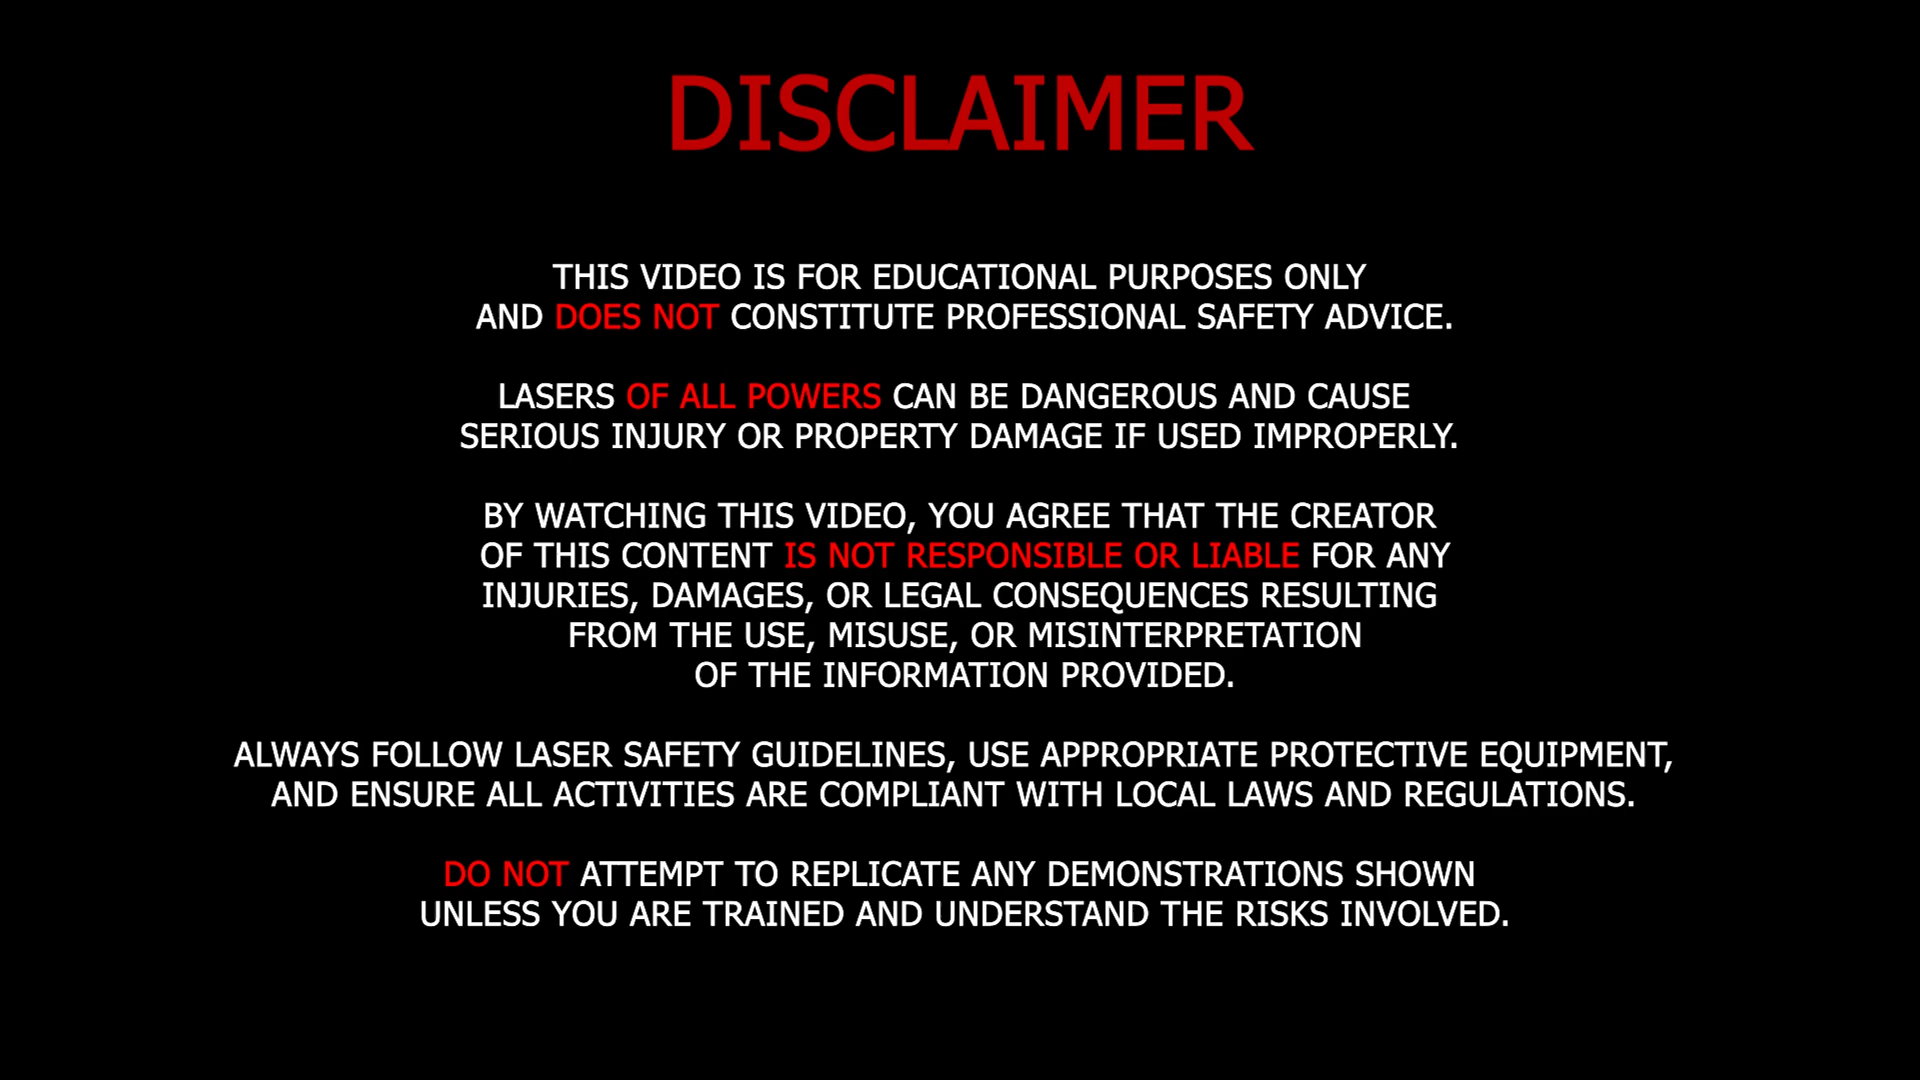 DISCLAIMER
THIS VIDEO IS FOR EDUCATIONAL PURPOSES ONLY
AND DOES NOT CONSTITUTE PROFESSIONAL SAFETY ADVICE.
LASERS OF ALL POWERS CAN BE DANGEROUS AND CAUSE
SERIOUS INJURY OR PROPERTY DAMAGE IF USED IMPROPERLY.
BY WATCHING THIS VIDEO, YOU AGREE THAT THE CREATOR
OF THIS CONTENT IS NOT RESPONSIBLE OR LIABLE FOR ANY
INJURIES, DAMAGES, OR LEGAL CONSEQUENCES RESULTING
FROM THE USE, MISUSE, OR MISINTERPRETATION
OF THE INFORMATION PROVIDED.
ALWAYS FOLLOW LASER SAFETY GUIDELINES, USE APPROPRIATE PROTECTIVE EQUIPMENT,
AND ENSURE ALL ACTIVITIES ARE COMPLIANT WITH LOCAL LAWS AND REGULATIONS.
DO NOT ATTEMPT TO REPLICATE ANY DEMONSTRATIONS SHOWN
UNLESS YOU ARE TRAINED AND UNDERSTAND THE RISKS INVOLVED.